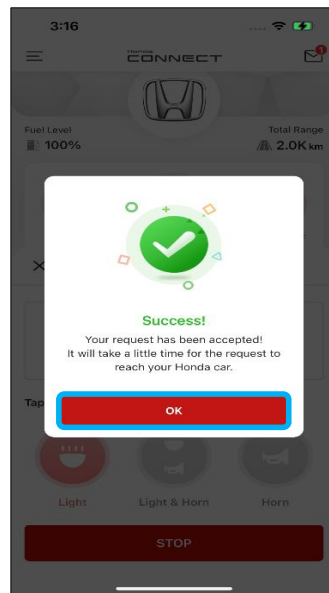 3:16
Honda
CONNECT
Fuel Level
Total Range
100%
2.0K km
Success!
Your request has been accepted!
It will take a little time for the request to
reach your Honda car.
Tap
OK
Light
Light & Horn
Horn
STOP